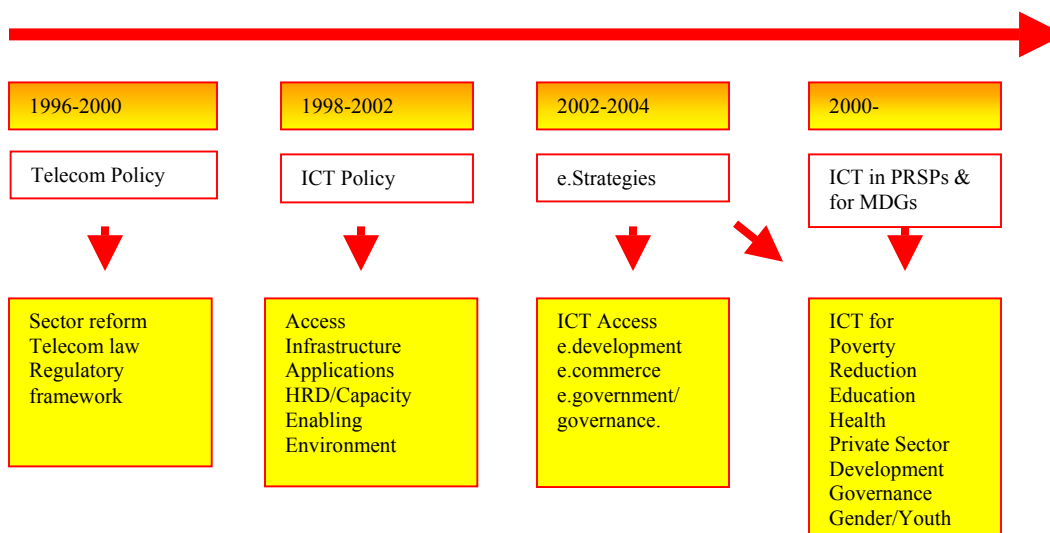 1996-2000
Telecom Policy
Sector reform
Telecom law
Regulatory
framework
1998-2002
ICT Policy
Access
Infrastructure
Applications
HRD/Capacity
Enabling
Environment
2002-2004
e.Strategies
ICT Access
e.development
e.commerce
e.government/
governance.
2000-
ICT in PRSPs &
for MDGs
ICT for
Poverty
Reduction
Education
Health
Private Sector
Development
Governance
Gender/Youth